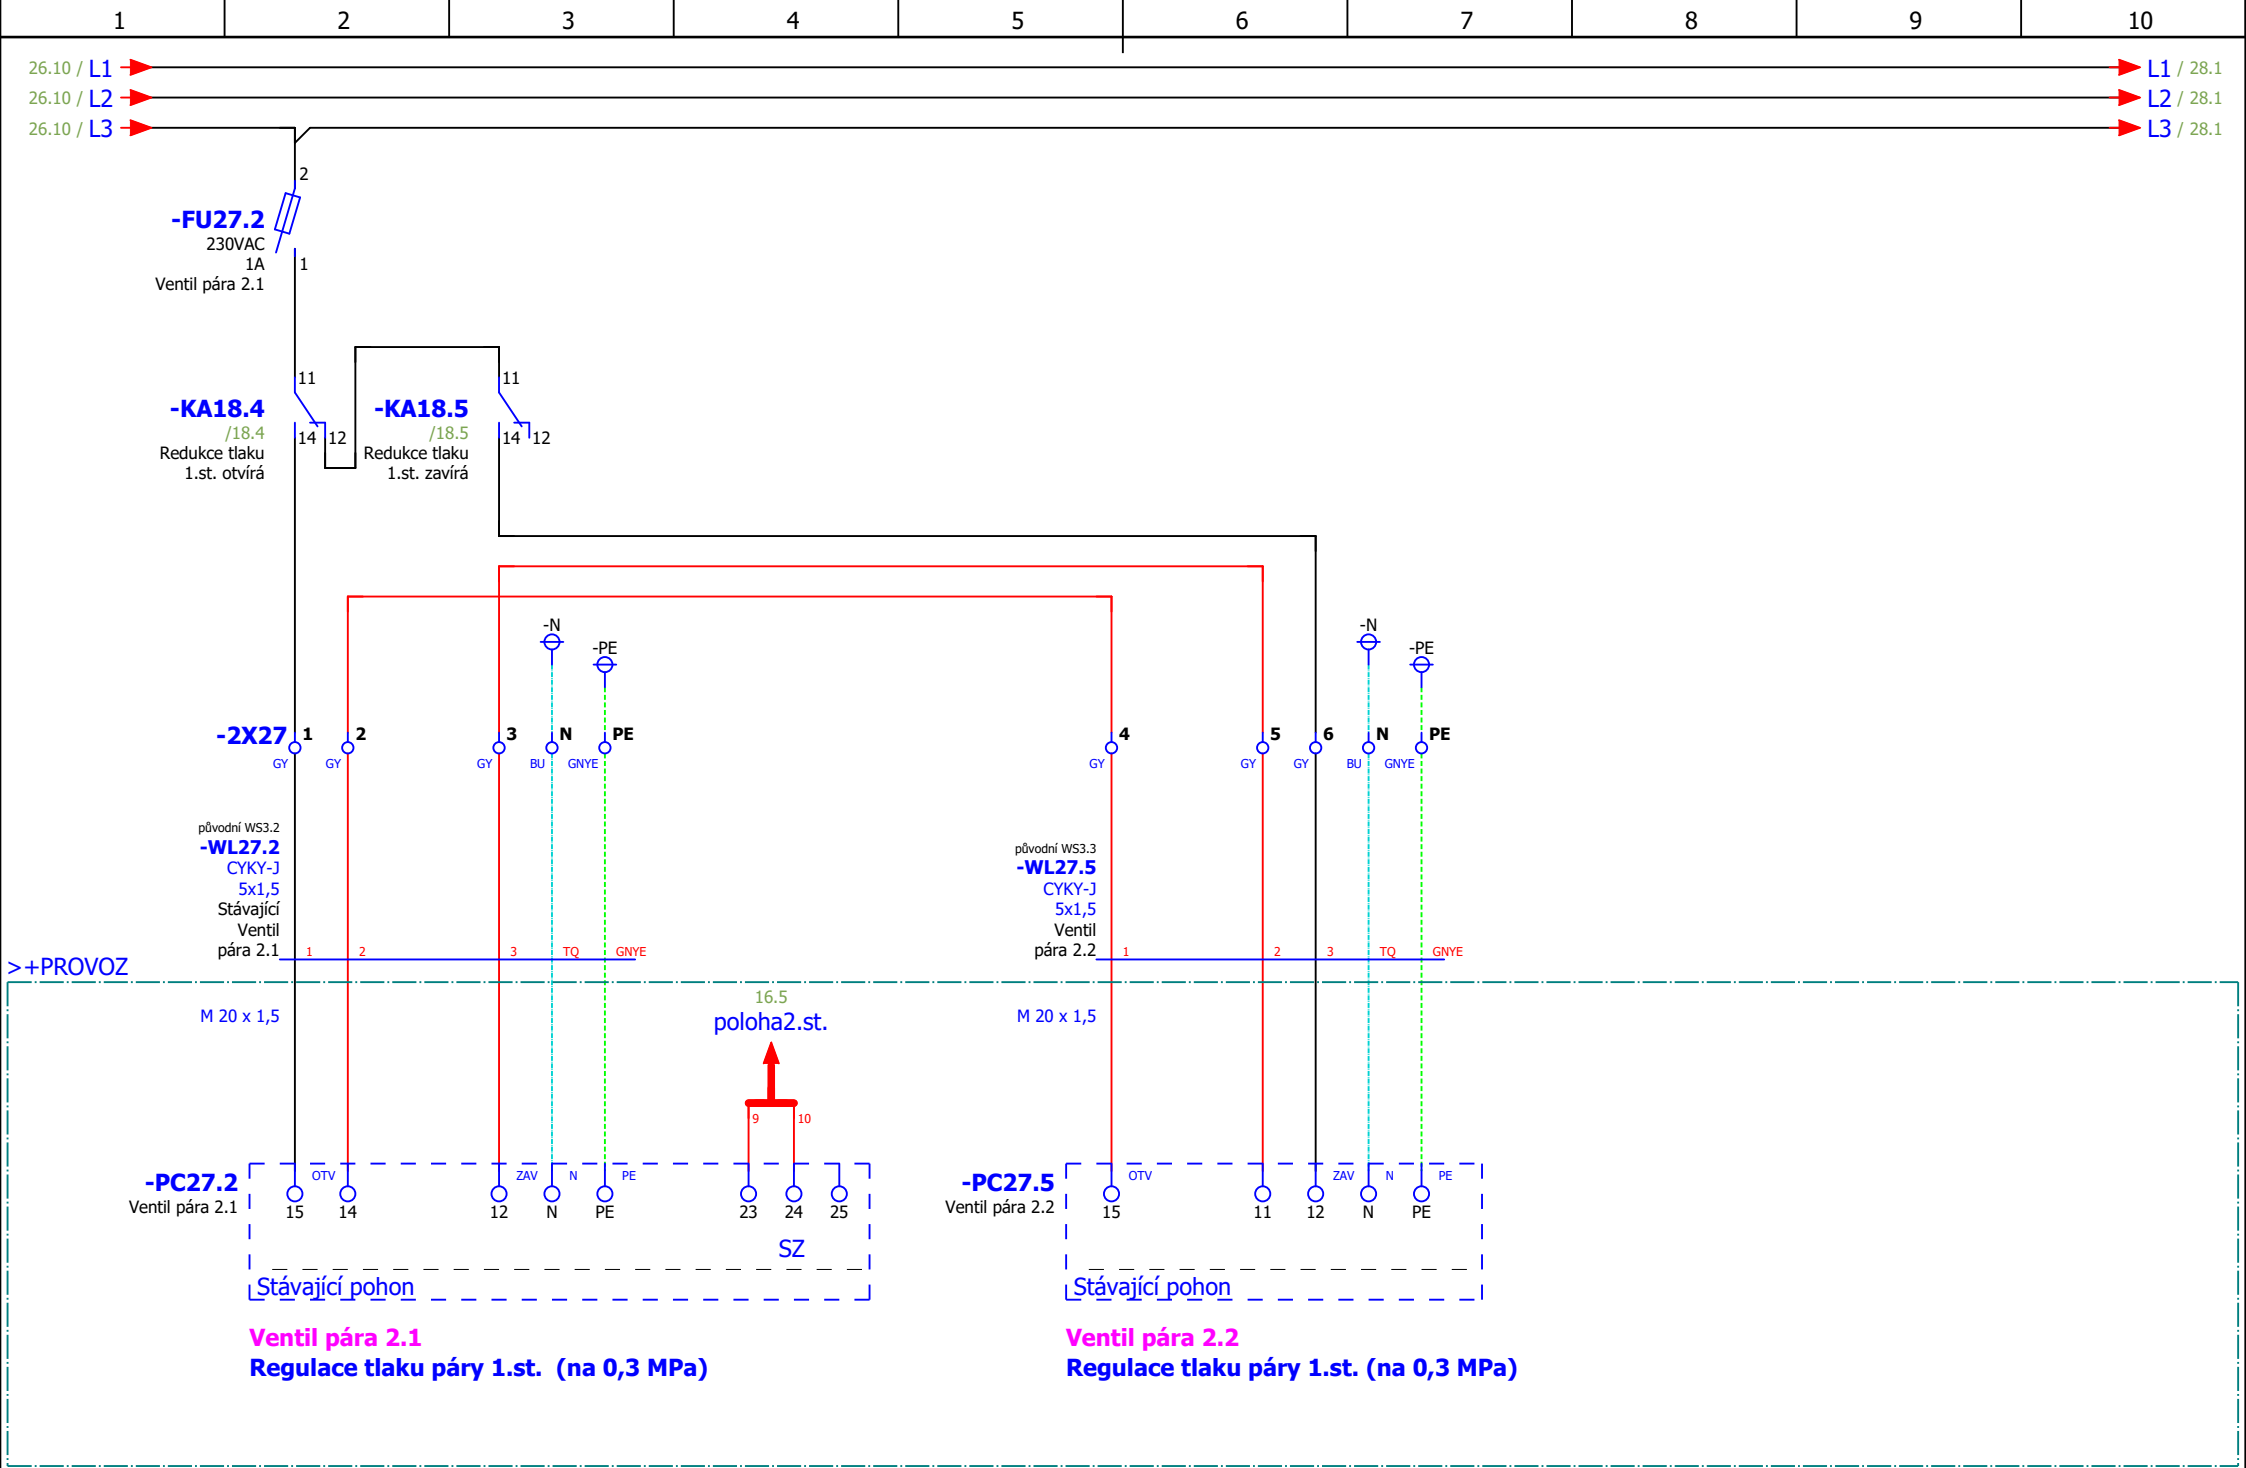 1 2 3 4 5 6 7 8 9 10
26.10 / L1 L1 / 28.1
26.10 / L2 L2 / 28.1
26.10 / L3 L3 / 28.1
2
-FU27.2
230VAC
1A 1
Ventil pára 2.1
11 11
-KA18.4 -KA18.5
/18.4 /18.5
14 12 14 12
Redukce tlaku Redukce tlaku
1.st. otvírá 1.st. zavírá
-N -N
-PE -PE
-2X27 1 2 3 N PE 4 5 6 N PE
GY GY GY BU GNYE GY GY GY BU GNYE
původní WS3.2
-WL27.2
CYKY-J
5x1,5
Stávající
Ventil
pára 2.1 1 2 3 TQ GNYE
původní WS3.3
-WL27.5
CYKY-J
5x1,5
Ventil
pára 2.2 1 2 3 TQ GNYE
>+PROVOZ
M 20 x 1,5 M 20 x 1,5
16.5
poloha2.st.
9 10
-PC27.2 OTV ZAV N PE
Ventil pára 2.1
15 14 12 N PE 23 24 25
SZ
Stávající pohon
-PC27.5 OTV ZAV N PE
Ventil pára 2.2
15 11 12 N PE
Stávající pohon
Ventil pára 2.1
Regulace tlaku páry 1.st. (na 0,3 MPa)
Ventil pára 2.2
Regulace tlaku páry 1.st. (na 0,3 MPa)